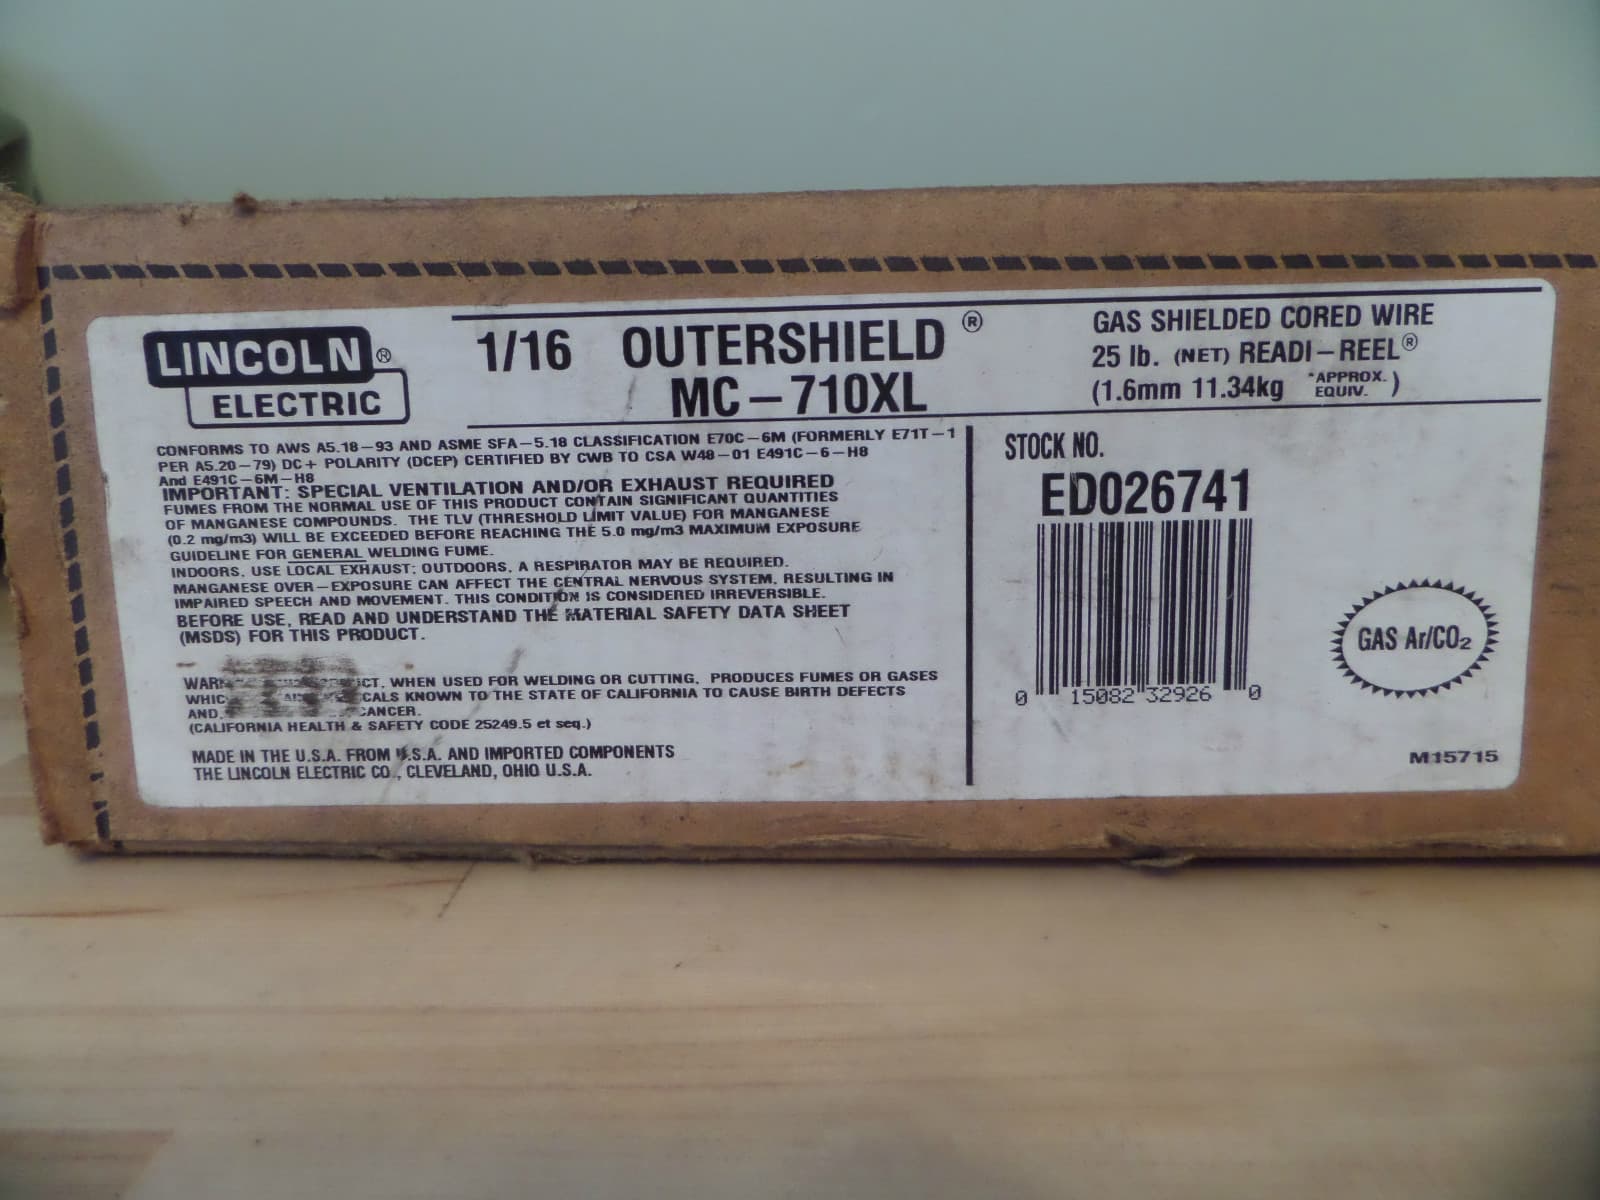 LINCOLN ®
ELECTRIC
1/16 OUTERSHIELD ®
MC-710XL
GAS SHIELDED CORED WIRE
25 lb. (NET) READI-REEL®
(1.6mm 11.34kg *APPROX. EQUIV. )
CONFORMS TO AWS A5.18-93 AND ASME SFA-5.18 CLASSIFICATION E70C-6M (FORMERLY E71T-1
PER A5.20-79) DC+ POLARITY (DCEP) CERTIFIED BY CWB TO CSA W48-01 E491C-6-H8
And E491C-6M-H8
IMPORTANT: SPECIAL VENTILATION AND/OR EXHAUST REQUIRED
FUMES FROM THE NORMAL USE OF THIS PRODUCT CONTAIN SIGNIFICANT QUANTITIES
OF MANGANESE COMPOUNDS. THE TLV (THRESHOLD LIMIT VALUE) FOR MANGANESE
(0.2 mg/m3) WILL BE EXCEEDED BEFORE REACHING THE 5.0 mg/m3 MAXIMUM EXPOSURE
GUIDELINE FOR GENERAL WELDING FUME.
INDOORS, USE LOCAL EXHAUST; OUTDOORS, A RESPIRATOR MAY BE REQUIRED.
MANGANESE OVER-EXPOSURE CAN AFFECT THE CENTRAL NERVOUS SYSTEM, RESULTING IN
IMPAIRED SPEECH AND MOVEMENT. THIS CONDITION IS CONSIDERED IRREVERSIBLE.
BEFORE USE, READ AND UNDERSTAND THE MATERIAL SAFETY DATA SHEET
(MSDS) FOR THIS PRODUCT.
WHEN USED FOR WELDING OR CUTTING, PRODUCES FUMES OR GASES
KNOWN TO THE STATE OF CALIFORNIA TO CAUSE BIRTH DEFECTS
AND, CANCER.
(CALIFORNIA HEALTH & SAFETY CODE 25249.5 et seq.)
MADE IN THE U.S.A. FROM U.S.A. AND IMPORTED COMPONENTS
THE LINCOLN ELECTRIC CO., CLEVELAND, OHIO U.S.A.
STOCK NO.
ED026741
0 15082 32926 0
GAS Ar/CO₂
M15715